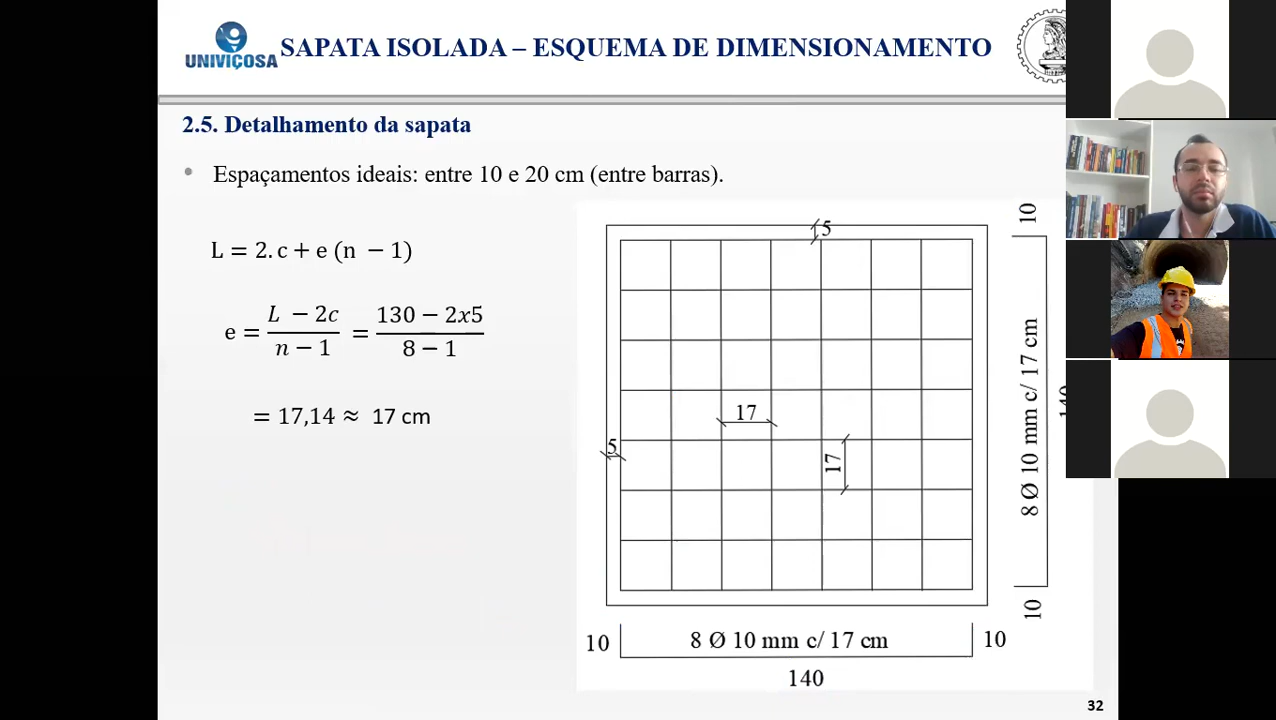 UNIVIÇOSA
SAPATA ISOLADA – ESQUEMA DE DIMENSIONAMENTO
2.5. Detalhamento da sapata
• Espaçamentos ideais: entre 10 e 20 cm (entre barras).
L = 2. c + e (n − 1)
e = L − 2c / n − 1 = 130 − 2x5 / 8 − 1
= 17,14 ≈ 17 cm
5
17
5
17
10
8 Ø 10 mm c/ 17 cm
10
10
8 Ø 10 mm c/ 17 cm
10
140
32